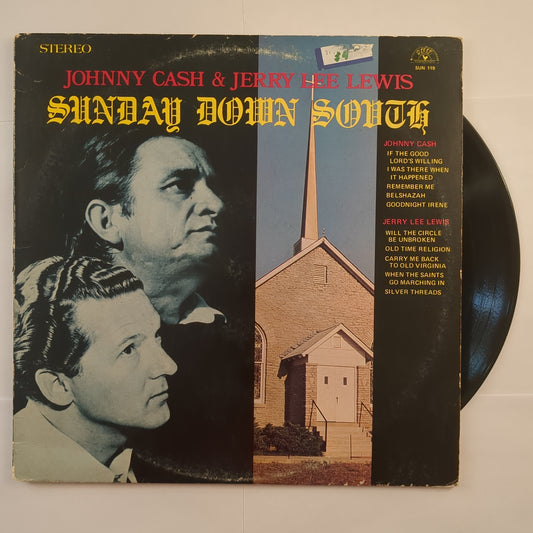 STEREO
SUN 119
JOHNNY CASH & JERRY LEE LEWIS
SUNDAY DOWN SOUTH
JOHNNY CASH
IF THE GOOD
LORD'S WILLING
I WAS THERE WHEN
IT HAPPENED
REMEMBER ME
BELSHAZAH
GOODNIGHT IRENE
JERRY LEE LEWIS
WILL THE CIRCLE
BE UNBROKEN
OLD TIME RELIGION
CARRY ME BACK
TO OLD VIRGINIA
WHEN THE SAINTS
GO MARCHING IN
SILVER THREADS